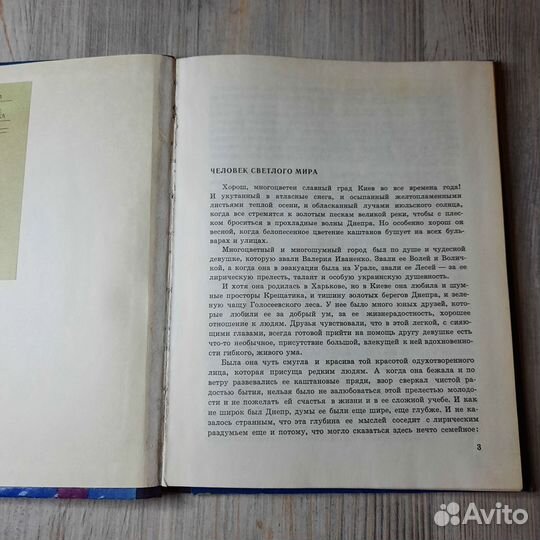 ЧЕЛОВЕК СВЕТЛОГО МИРА
Хорош, многоцветен славный град Киев во все времена года!
И укутанный в атласные снега, и осыпанный желтопламенными
листьями теплой осени, и обласканный лучами июльского солнца,
когда все стремятся к золотым пескам великой реки, чтобы с плес-
ком броситься в прохладные волны Днепра. Но особенно хорош он
весной, когда белопесенное цветение каштанов бушует на всех буль-
варах и улицах.
Многоцветный и многошумный город был по душе и чудесной
девушке, которую звали Валерия Иваненко. Звали ее Волей и Волич-
кой, а когда она в эвакуации была на Урале, звали ее Лесей — за ее
лирическую прелесть, талант и особую украинскую душевность.
И хотя она родилась в Харькове, но в Киеве она любила и шум-
ные просторы Крещатика, и тишину золотых берегов Днепра, и зеле-
ную чащу Голосеевского леса. У нее было много юных друзей, кото-
рые любили ее за добрый ум, за ее жизнерадостность, хорошее
отношение к людям. Друзья чувствовали, что в этой легкой, с сияю-
щими глазами, всегда готовой прийти на помощь другу девушке есть
что-то необычное, присутствие большой, влекущей к ней вдохновенно-
сти гибкого, живого ума.
Была она чуть смугла и красива той красотой одухотворенного
лица, которая присуща редким людям. А когда она бежала и по
ветру развевались ее каштановые пряди, взор сверкал чистой ра-
достью бытия, нельзя было не залюбоваться этой прелестью молодо-
сти и не пожелать ей счастья в жизни и в ее сложной учебе. И как
ни широк был Днепр, думы ее были еще шире, еще глубже. И не ка-
залось странным, что эта глубина ее мыслей соседит с лирическим
раздумьем еще и потому, что могло сказаться здесь нечто семейное:
3
Avito